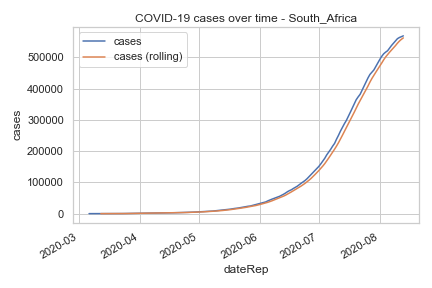 COVID-19 cases over time - South_Africa
cases
cases (rolling)
500000
400000
300000
200000
100000
0
cases
2020-03
2020-04
2020-05
2020-06
2020-07
2020-08
dateRep